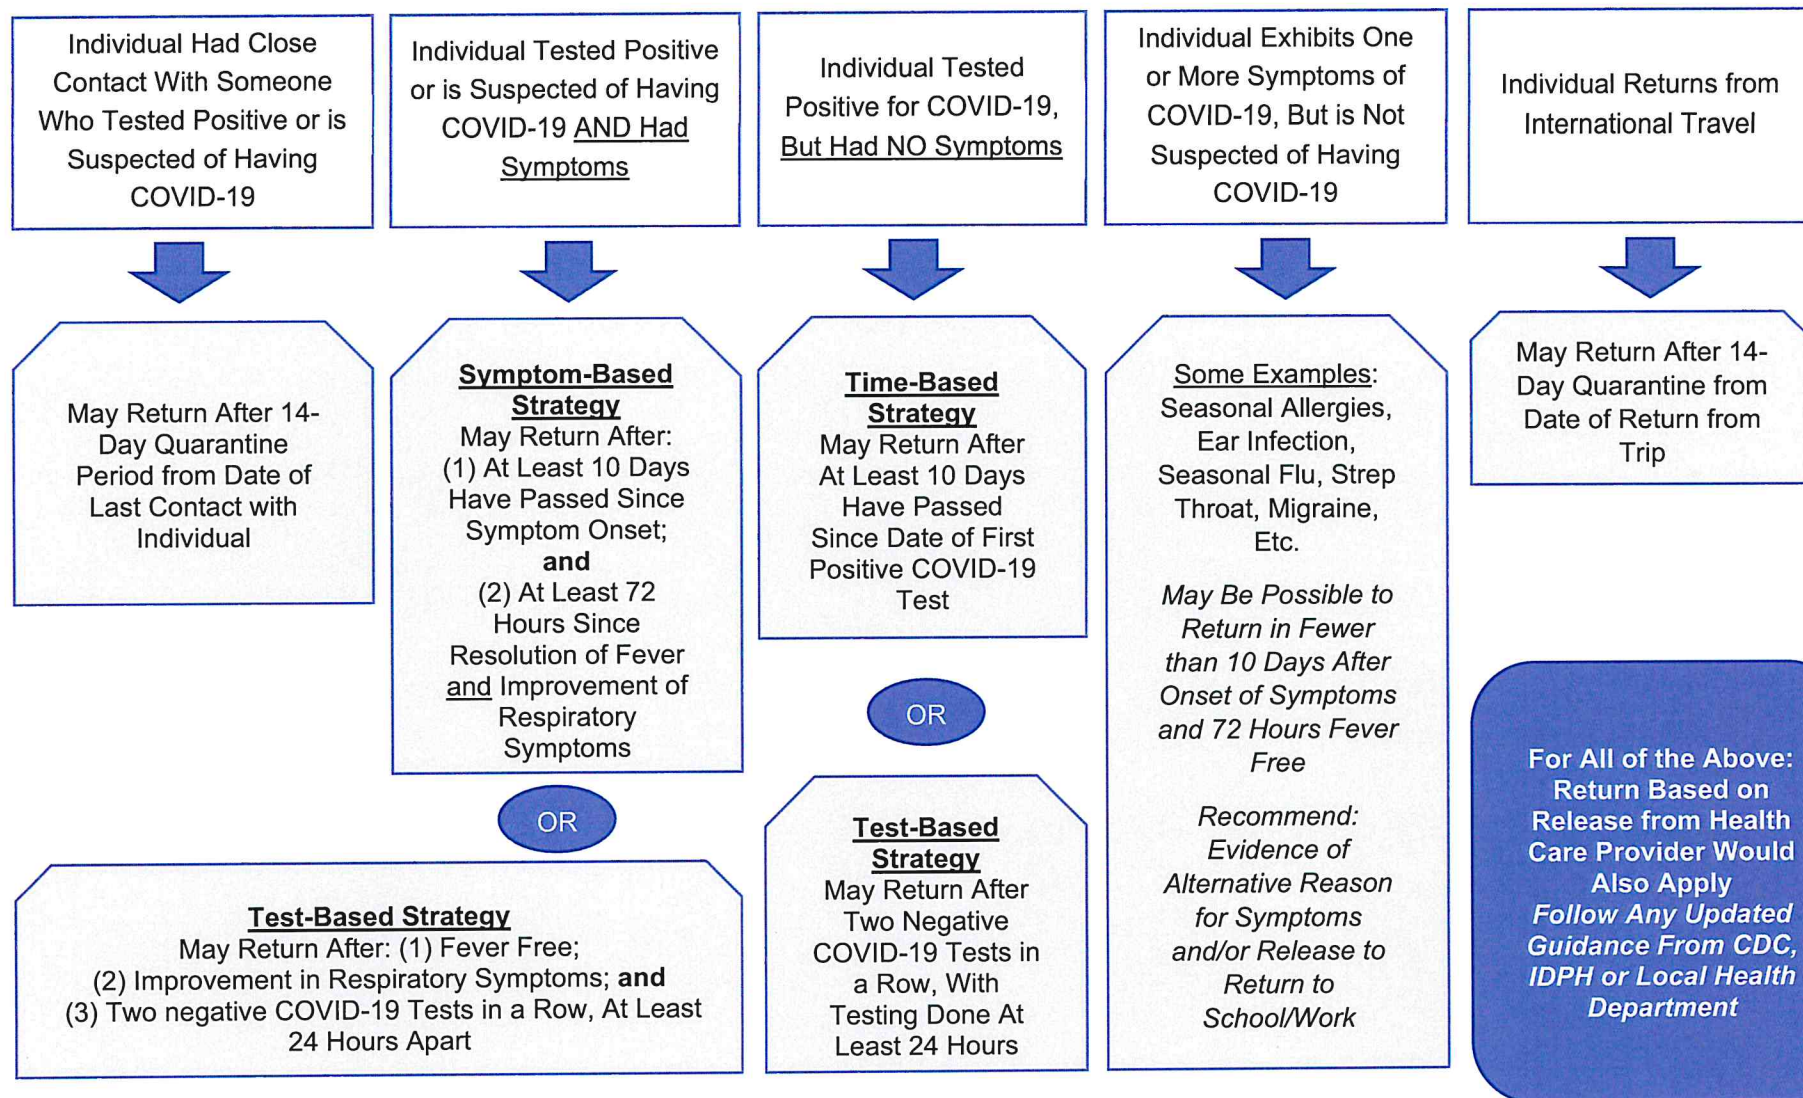 Individual Had Close
Contact With Someone
Who Tested Positive or is
Suspected of Having
COVID-19
Individual Tested Positive
or is Suspected of Having
COVID-19 AND Had
Symptoms
Individual Tested
Positive for COVID-19,
But Had NO Symptoms
Individual Exhibits One
or More Symptoms of
COVID-19, But is Not
Suspected of Having
COVID-19
Individual Returns from
International Travel
May Return After 14-
Day Quarantine
Period from Date of
Last Contact with
Individual
Symptom-Based
Strategy
May Return After:
(1) At Least 10 Days
Have Passed Since
Symptom Onset;
and
(2) At Least 72
Hours Since
Resolution of Fever
and Improvement of
Respiratory
Symptoms
OR
Test-Based Strategy
May Return After: (1) Fever Free;
(2) Improvement in Respiratory Symptoms; and
(3) Two negative COVID-19 Tests in a Row, At Least
24 Hours Apart
Time-Based
Strategy
May Return After
At Least 10 Days
Have Passed
Since Date of First
Positive COVID-19
Test
OR
Test-Based
Strategy
May Return After
Two Negative
COVID-19 Tests in
a Row, With
Testing Done At
Least 24 Hours
Some Examples:
Seasonal Allergies,
Ear Infection,
Seasonal Flu, Strep
Throat, Migraine,
Etc.
May Be Possible to
Return in Fewer
than 10 Days After
Onset of Symptoms
and 72 Hours Fever
Free
Recommend:
Evidence of
Alternative Reason
for Symptoms
and/or Release to
Return to
School/Work
May Return After 14-
Day Quarantine from
Date of Return from
Trip
For All of the Above:
Return Based on
Release from Health
Care Provider Would
Also Apply
Follow Any Updated
Guidance From CDC,
IDPH or Local Health
Department